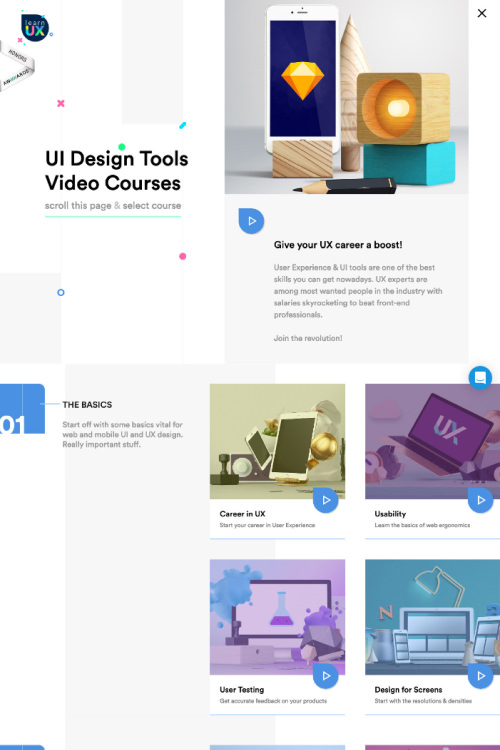 learn
UX
HONORS
UI Design Tools
Video Courses
scroll this page & select course
Give your UX career a boost!
User Experience & UI tools are one of the best
skills you can get nowadays. UX experts are
among most wanted people in the industry with
salaries skyrocketing to beat front-end
professionals.
Join the revolution!
01
THE BASICS
Start off with some basics vital for
web and mobile UI and UX design.
Really important stuff.
UX
Career in UX
Start your career in User Experience
Usability
Learn the basics of web ergonomics
N
User Testing
Get accurate feedback on your products
Design for Screens
Start with the resolutions & densities